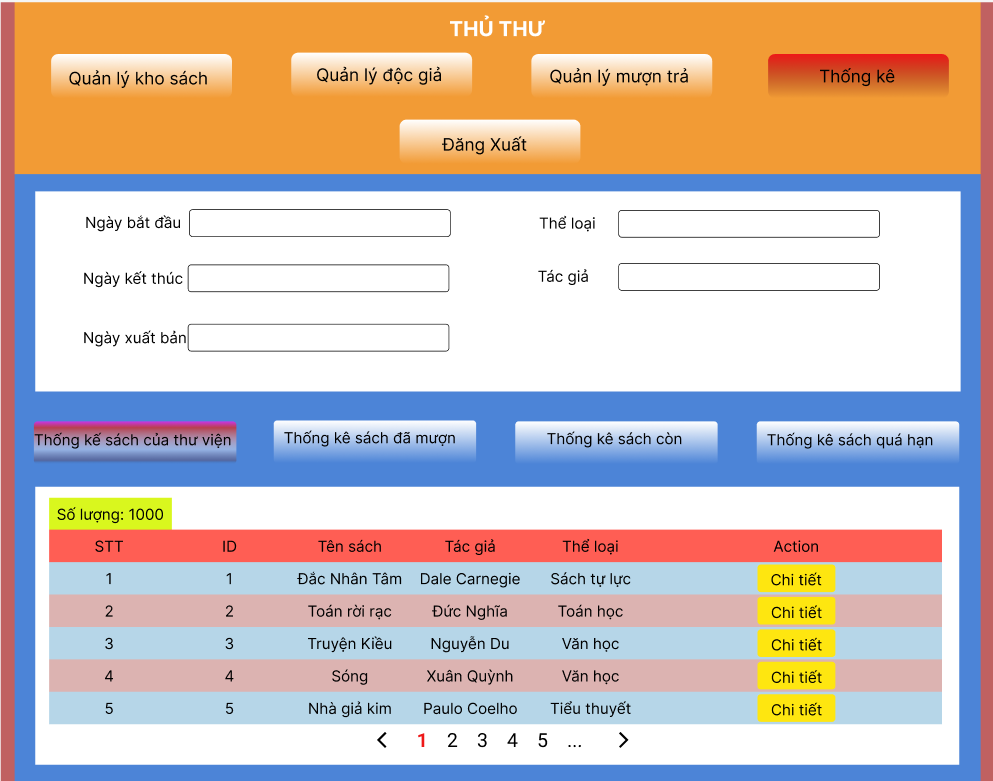 THỦ THƯ
Quản lý kho sách Quản lý độc giả Quản lý mượn trả Thống kê
Đăng Xuất
Ngày bắt đầu Thể loại
Ngày kết thúc Tác giả
Ngày xuất bản
Thống kế sách của thư viện Thống kê sách đã mượn Thống kê sách còn Thống kê sách quá hạn
Số lượng: 1000
STT ID Tên sách Tác giả Thể loại Action
1 1 Đắc Nhân Tâm Dale Carnegie Sách tự lực Chi tiết
2 2 Toán rời rạc Đức Nghĩa Toán học Chi tiết
3 3 Truyện Kiều Nguyễn Du Văn học Chi tiết
4 4 Sóng Xuân Quỳnh Văn học Chi tiết
5 5 Nhà giả kim Paulo Coelho Tiểu thuyết Chi tiết
1 2 3 4 5 ...